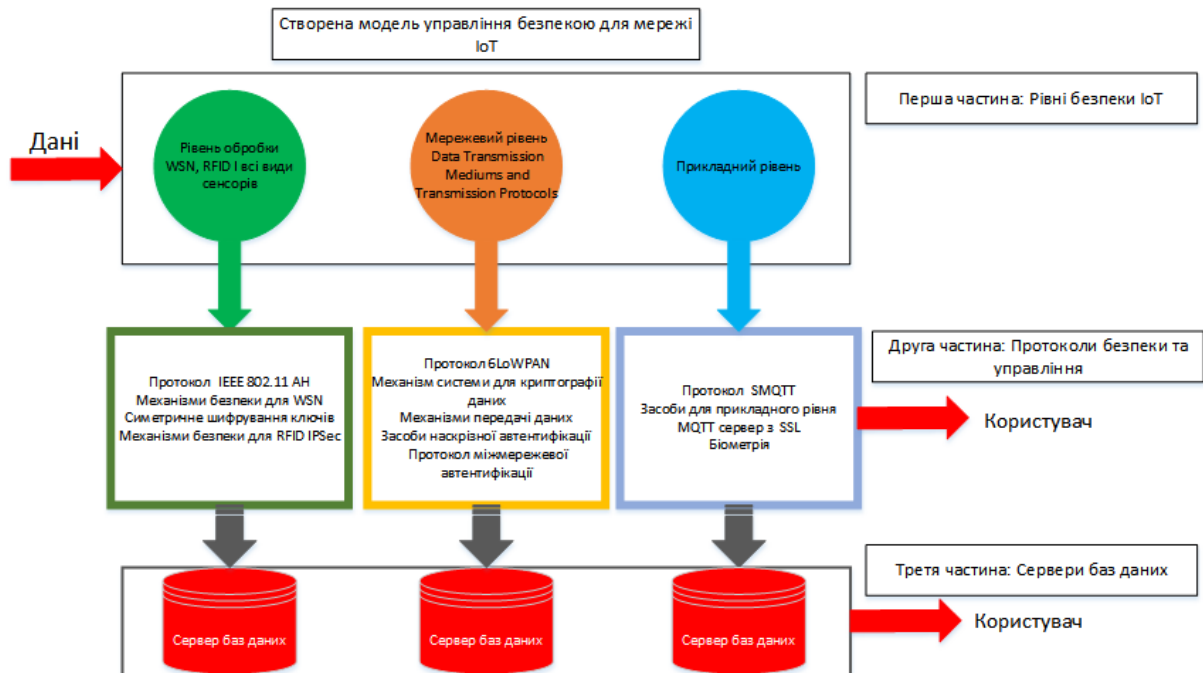 Створена модель управління безпекою для мережі
IoT
Перша частина: Рівні безпеки IoT
Дані
Рівень обробки
WSN, RFID I всі види
сенсорів
Мережевий рівень
Data Transmission
Mediums and
Transmission Protocols
Прикладний рівень
Друга частина: Протоколи безпеки та
управління
Протокол IEEE 802.11 AH
Механізми безпеки для WSN
Симетричне шифрування ключів
Механізми безпеки для RFID IPSec
Протокол 6LoWPAN
Механізм системи для криптографії
даних
Механізми передачі даних
Засоби наскрізної автентифікації
Протокол міжмережевої
автентифікації
Протокол SMQTT
Засоби для прикладного рівня
MQTT сервер з SSL
Біометрія
Користувач
Третя частина: Сервери баз даних
Сервер баз даних
Сервер баз даних
Сервер баз даних
Користувач